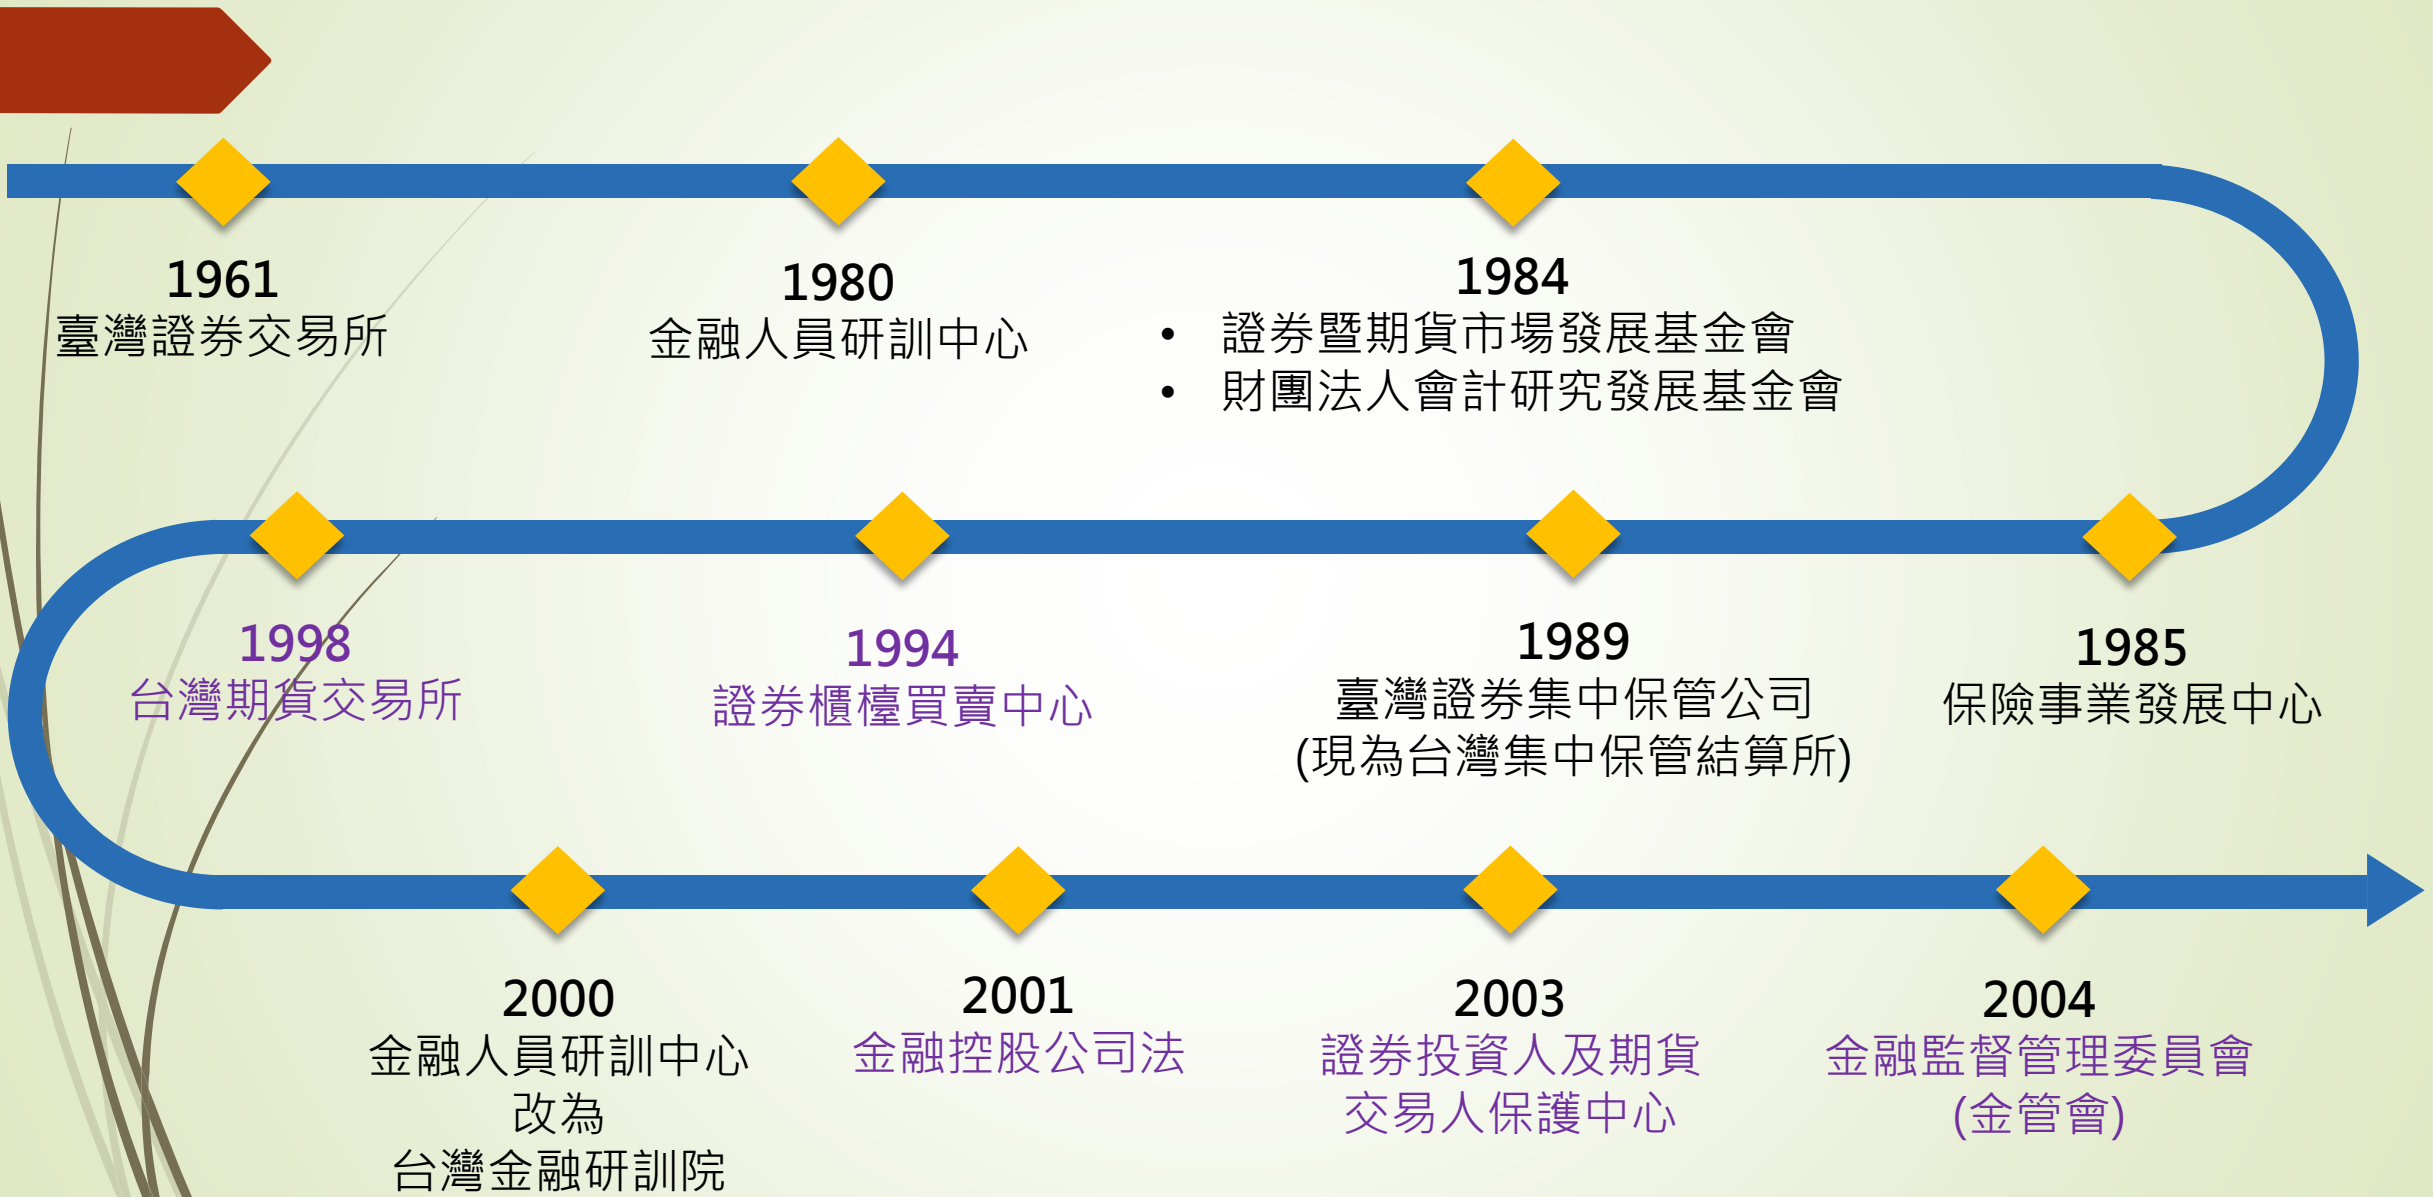 1961
臺灣證券交易所
1980
金融人員研訓中心
1984
• 證券暨期貨市場發展基金會
• 財團法人會計研究發展基金會
1998
台灣期貨交易所
1994
證券櫃檯買賣中心
1989
臺灣證券集中保管公司
(現為台灣集中保管結算所)
1985
保險事業發展中心
2000
金融人員研訓中心
改為
台灣金融研訓院
2001
金融控股公司法
2003
證券投資人及期貨
交易人保護中心
2004
金融監督管理委員會
(金管會)